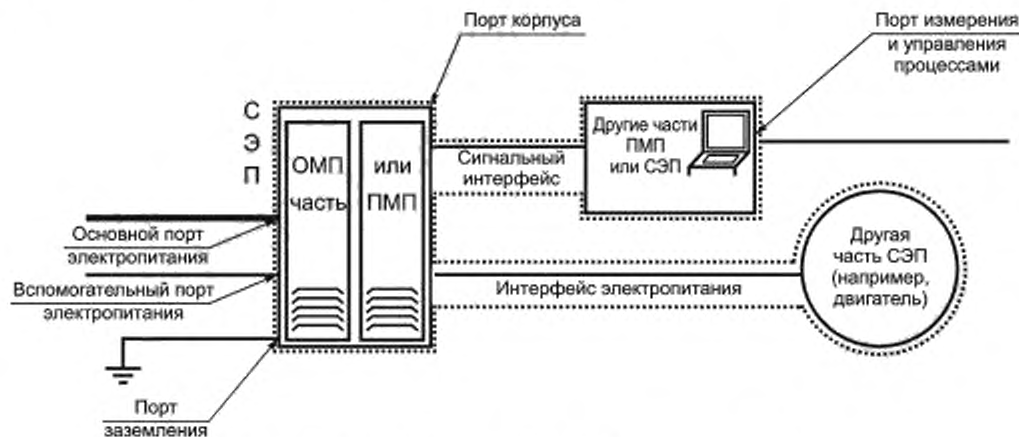 Порт корпуса
Порт измерения
и управления
процессами
С
Э
П
ОМП
часть
или
ПМП
Сигнальный
интерфейс
Другие части
ПМП
или СЭП
Основной порт
электропитания
Вспомогательный порт
электропитания
Интерфейс электропитания
Другая
часть СЭП
(например,
двигатель)
Порт
заземления